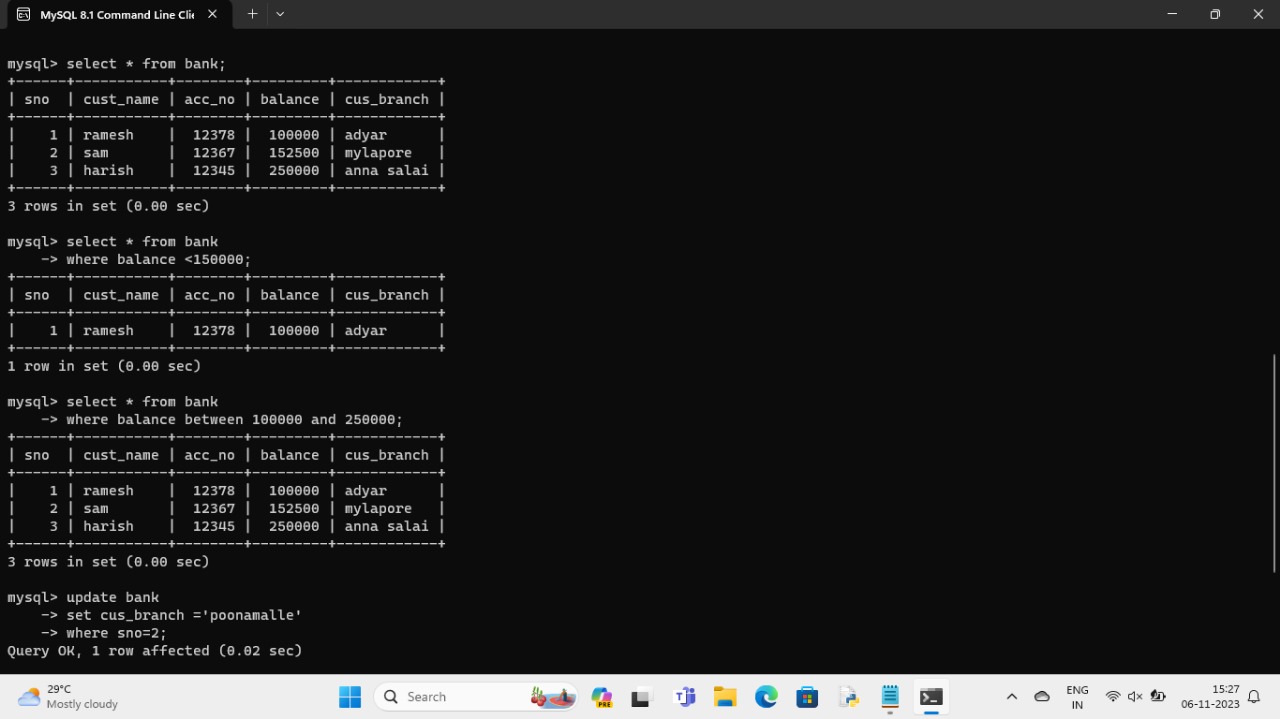 MySQL 8.1 Command Line Clie
mysql> select * from bank;
+------+-----------+--------+---------+------------+
| sno  | cust_name | acc_no | balance | cus_branch |
+------+-----------+--------+---------+------------+
|    1 | ramesh    |  12378 |  100000 | adyar      |
|    2 | sam       |  12367 |  152500 | mylapore   |
|    3 | harish    |  12345 |  250000 | anna salai |
+------+-----------+--------+---------+------------+
3 rows in set (0.00 sec)
mysql> select * from bank
    -> where balance <150000;
+------+-----------+--------+---------+------------+
| sno  | cust_name | acc_no | balance | cus_branch |
+------+-----------+--------+---------+------------+
|    1 | ramesh    |  12378 |  100000 | adyar      |
+------+-----------+--------+---------+------------+
1 row in set (0.00 sec)
mysql> select * from bank
    -> where balance between 100000 and 250000;
+------+-----------+--------+---------+------------+
| sno  | cust_name | acc_no | balance | cus_branch |
+------+-----------+--------+---------+------------+
|    1 | ramesh    |  12378 |  100000 | adyar      |
|    2 | sam       |  12367 |  152500 | mylapore   |
|    3 | harish    |  12345 |  250000 | anna salai |
+------+-----------+--------+---------+------------+
3 rows in set (0.00 sec)
mysql> update bank
    -> set cus_branch ='poonamalle'
    -> where sno=2;
Query OK, 1 row affected (0.02 sec)
29°C
Mostly cloudy
Search
PRE
ENG
IN
15:27
06-11-2023